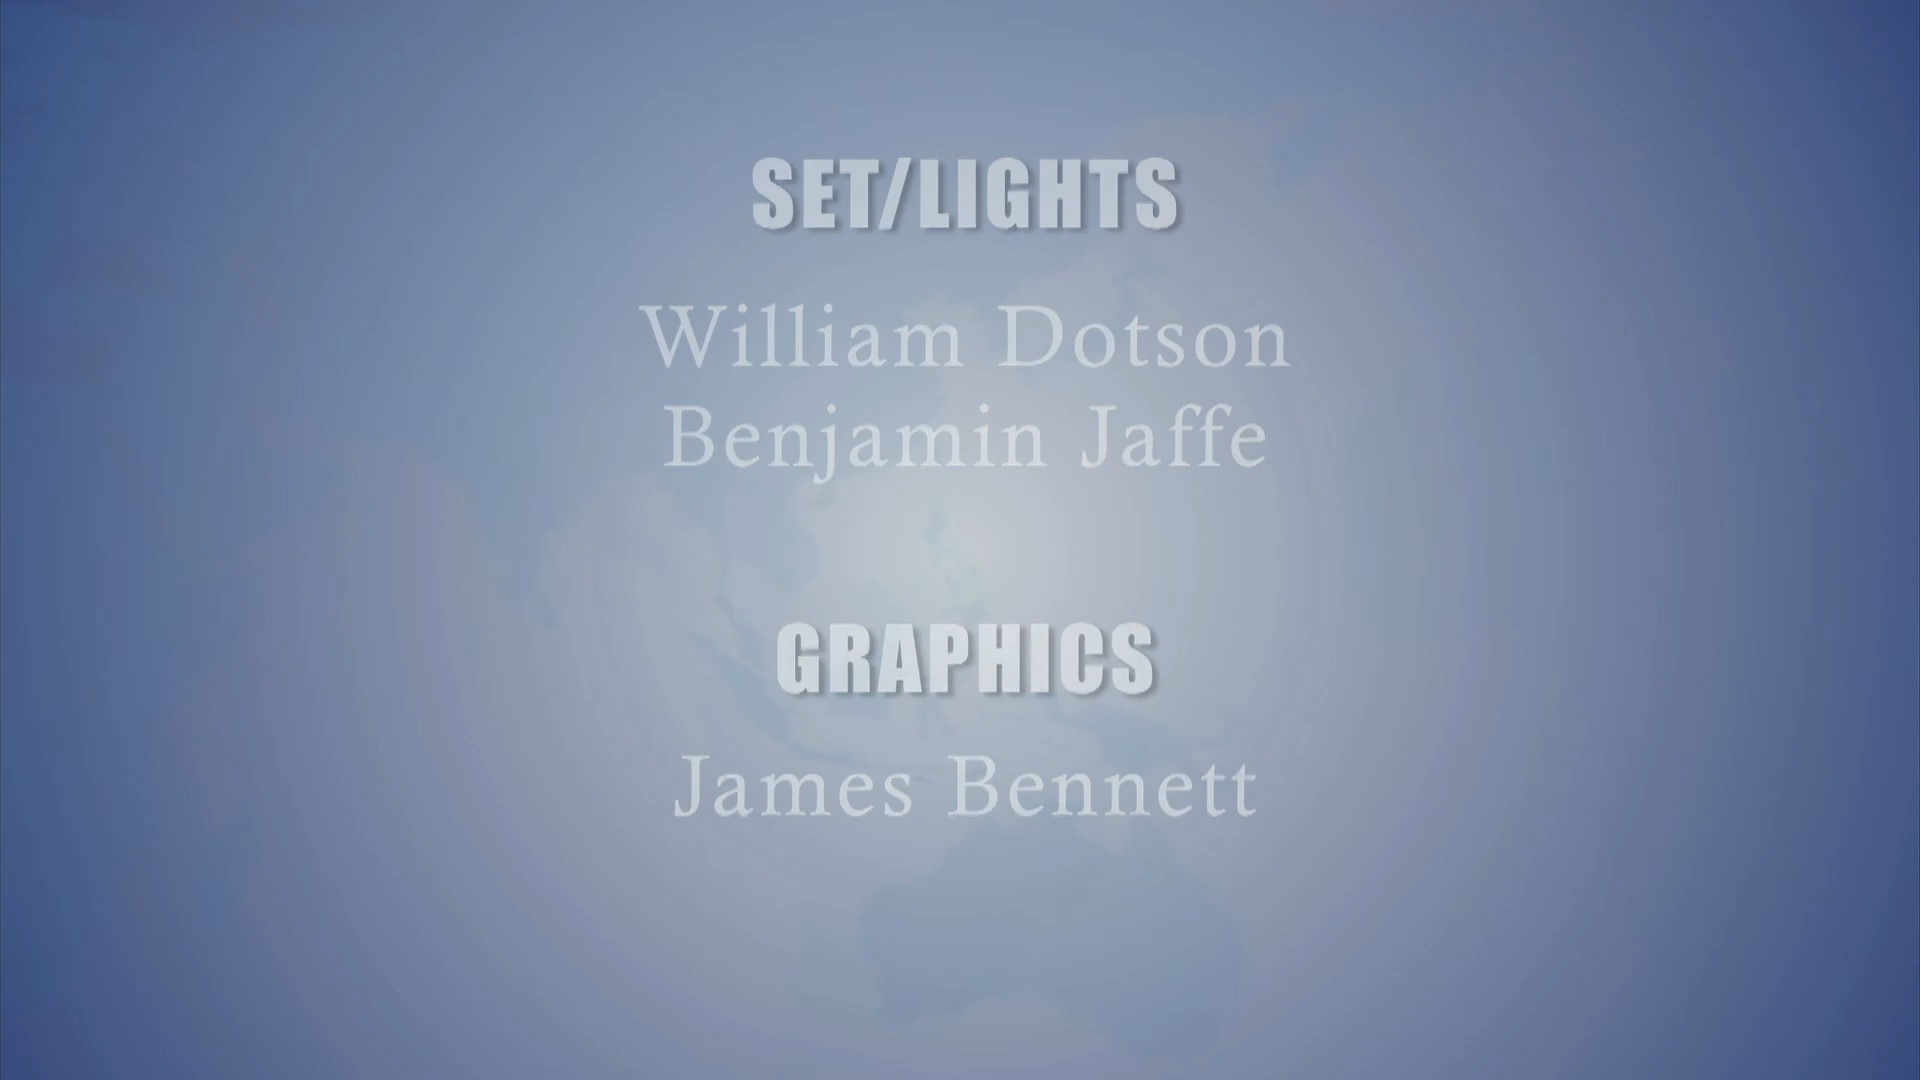 SET/LIGHTS
William Dotson
Benjamin Jaffe
GRAPHICS
James Bennett